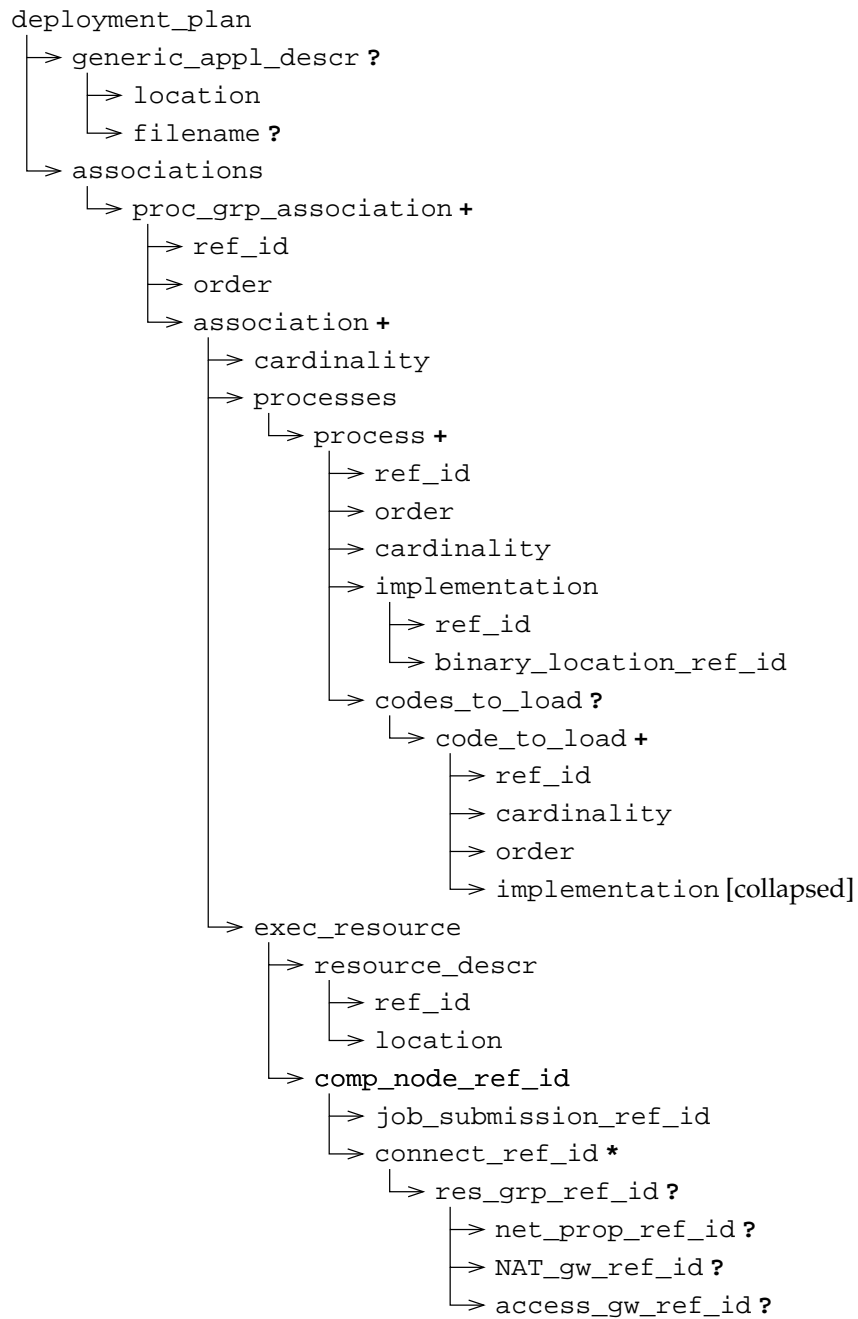 deployment_plan
generic_appl_descr ?
location
filename ?
associations
proc_grp_association +
ref_id
order
association +
cardinality
processes
process +
ref_id
order
cardinality
implementation
ref_id
binary_location_ref_id
codes_to_load ?
code_to_load +
ref_id
cardinality
order
implementation [collapsed]
exec_resource
resource_descr
ref_id
location
comp_node_ref_id
job_submission_ref_id
connect_ref_id *
res_grp_ref_id ?
net_prop_ref_id ?
NAT_gw_ref_id ?
access_gw_ref_id ?